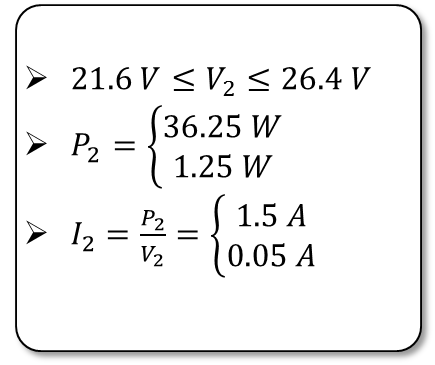 ➢ 21.6 V ≤ V₂ ≤ 26.4 V
➢ P₂ = { 36.25 W
1.25 W
➢ I₂ = P₂/V₂ = { 1.5 A
0.05 A